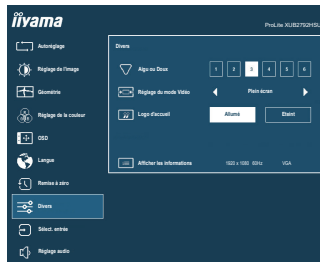 iiyama
ProLite XUB2792HSU
Autoréglage
Réglage de l'image
Géométrie
Réglage de la couleur
OSD
Langue
Remise à zéro
Divers
Sélect. entrée
Réglage audio
Divers
Aigu ou Doux
1 2 3 4 5 6
Réglage du mode Vidéo
Plein écran
Logo d'accueil
Allumé Eteint
Afficher les informations
1920 x 1080 60Hz VGA